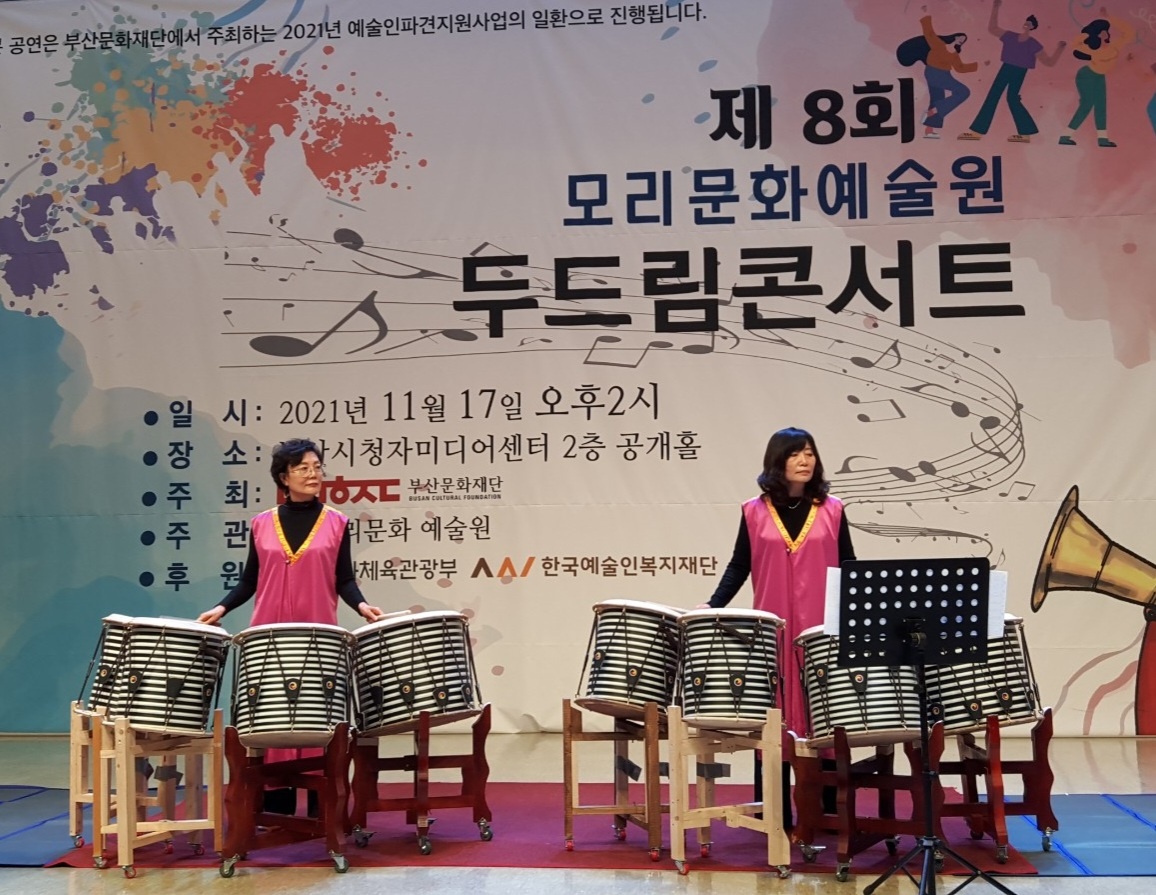 공연은 부산문화재단에서 주최하는 2021년 예술인파견지원사업의 일환으로 진행됩니다.
제 8회
모리문화예술원
두드림콘서트
● 일 시 : 2021년 11월 17일 오후2시
● 장 소 : 시청자미디어센터 2층 공개홀
● 주 최 : 부산문화재단
BUSAN CULTURAL FOUNDATION
● 주 관 리문화 예술원
● 후 원 체육관광부 한국예술인복지재단